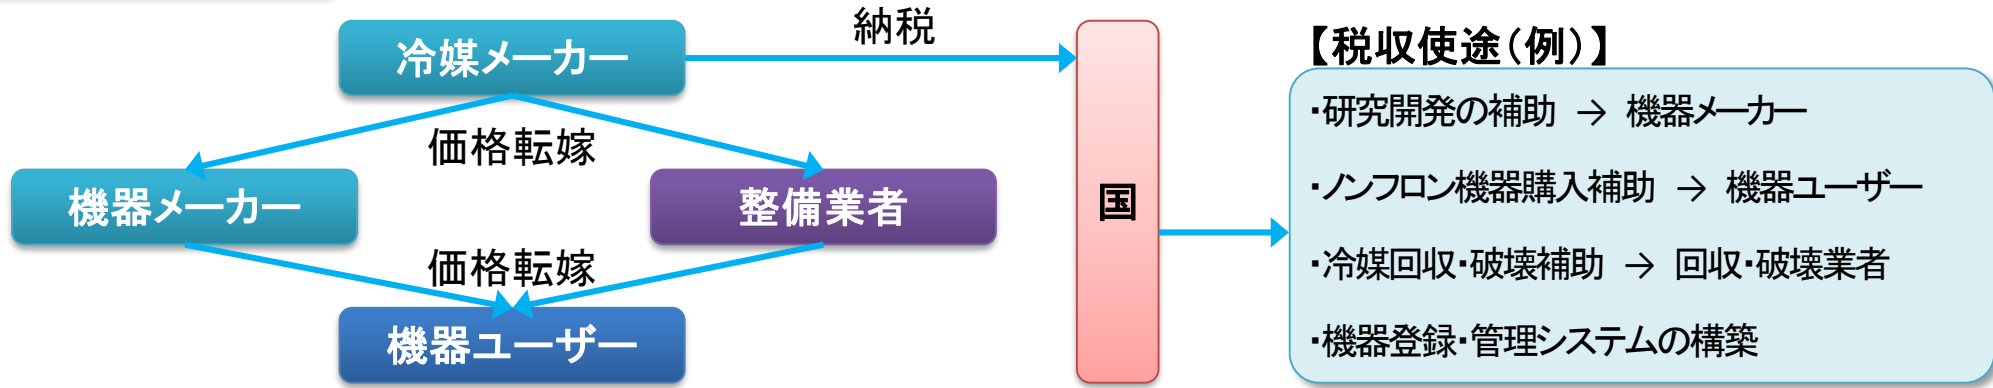 納税
冷媒メーカー
【税収使途(例)】
・研究開発の補助 → 機器メーカー
価格転嫁
機器メーカー
整備業者
国
・ノンフロン機器購入補助 → 機器ユーザー
価格転嫁
・冷媒回収・破壊補助 → 回収・破壊業者
機器ユーザー
・機器登録・管理システムの構築